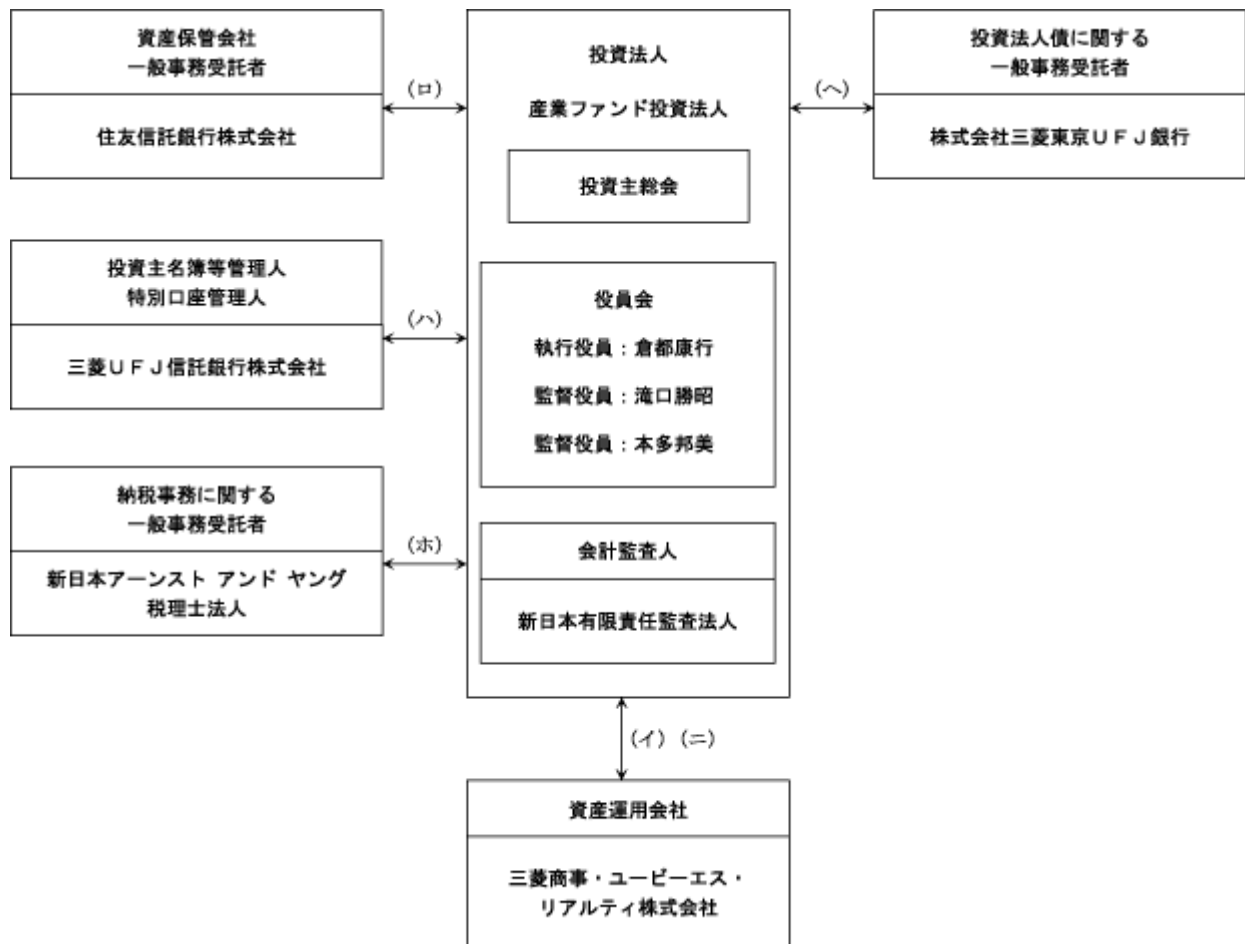 資産保管会社
一般事務受託者
住友信託銀行株式会社
(ロ)
投資主名簿等管理人
特別口座管理人
三菱UFJ信託銀行株式会社
(ハ)
納税事務に関する
一般事務受託者
新日本アーンスト アンド ヤング
税理士法人
(ホ)
投資法人
産業ファンド投資法人
投資主総会
役員会
執行役員:倉都康行
監督役員:滝口勝昭
監督役員:本多邦美
会計監査人
新日本有限責任監査法人
(ヘ)
投資法人債に関する
一般事務受託者
株式会社三菱東京UFJ銀行
(イ) (ニ)
資産運用会社
三菱商事・ユービーエス・
リアルティ株式会社